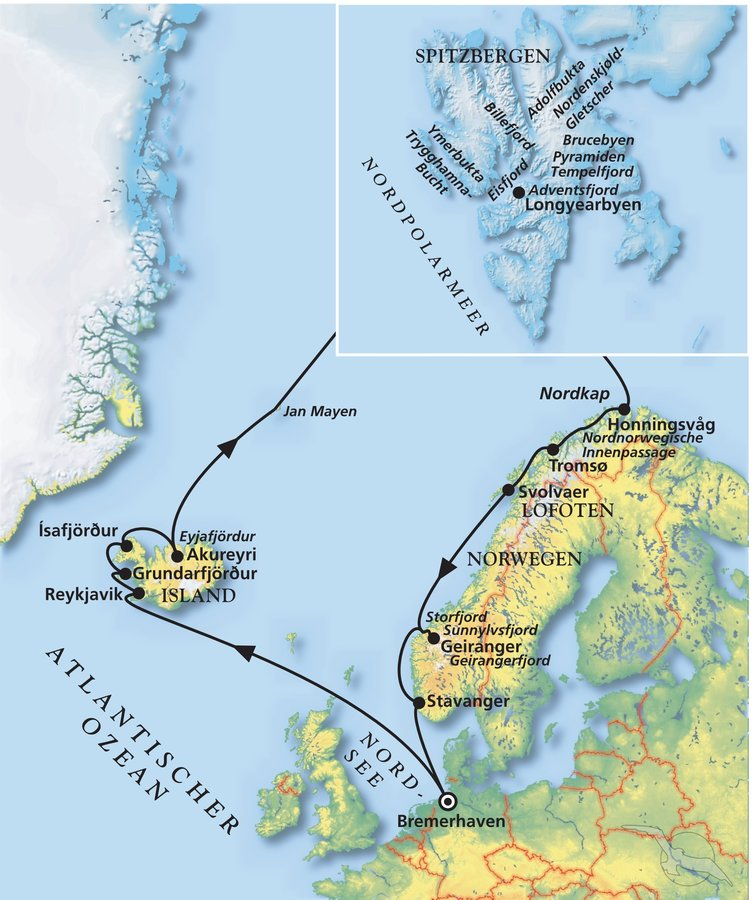 SPITZBERGEN
Adolfbukta
Nordenskjøld-
Gletscher
Billefjord
Brucebyen
Ymerbukta
Trygghamna-
Bucht
Eisfjord
Pyramiden
Tempelfjord
Adventsfjord
Longyearbyen
NORDPOLARMEER
Jan Mayen
Nordkap
Honningsvåg
Nordnorwegische
Innenpassage
Tromsø
Svolvaer
LOFOTEN
NORWEGEN
Ísafjörður
Eyjafjördur
Akureyri
Grundarfjörður
Reykjavik
ISLAND
Storfjord
Sunnylvsfjord
Geiranger
Geirangerfjord
Stavanger
ATLANTISCHER
OZEAN
NORD-
SEE
Bremerhaven